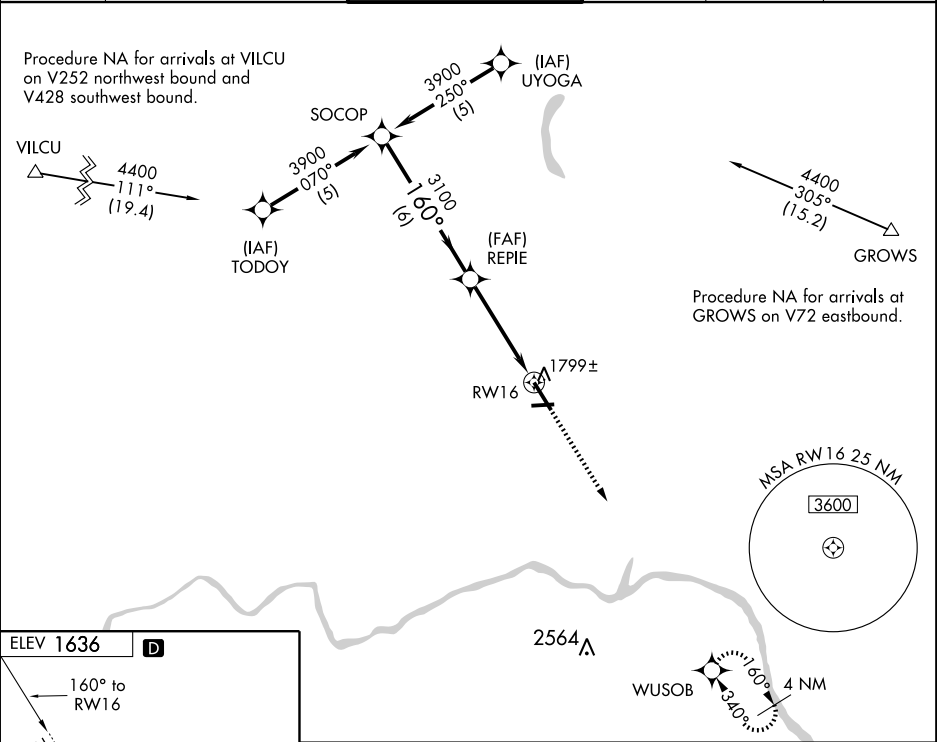 Procedure NA for arrivals at VILCU
on V252 northwest bound and
V428 southwest bound.
(IAF)
UYOGA
3900
250°
(5)
SOCOP
VILCU
4400
111°
(19.4)
3900
070°
(5)
(IAF)
TODOY
3100
160°
(6)
(FAF)
REPIE
4400
305°
(15.2)
GROWS
Procedure NA for arrivals at
GROWS on V72 eastbound.
1799±
RW16
MSA RW16 25 NM
3600
ELEV 1636
D
160° to
RW16
2564
WUSOB
160°
340°
4 NM